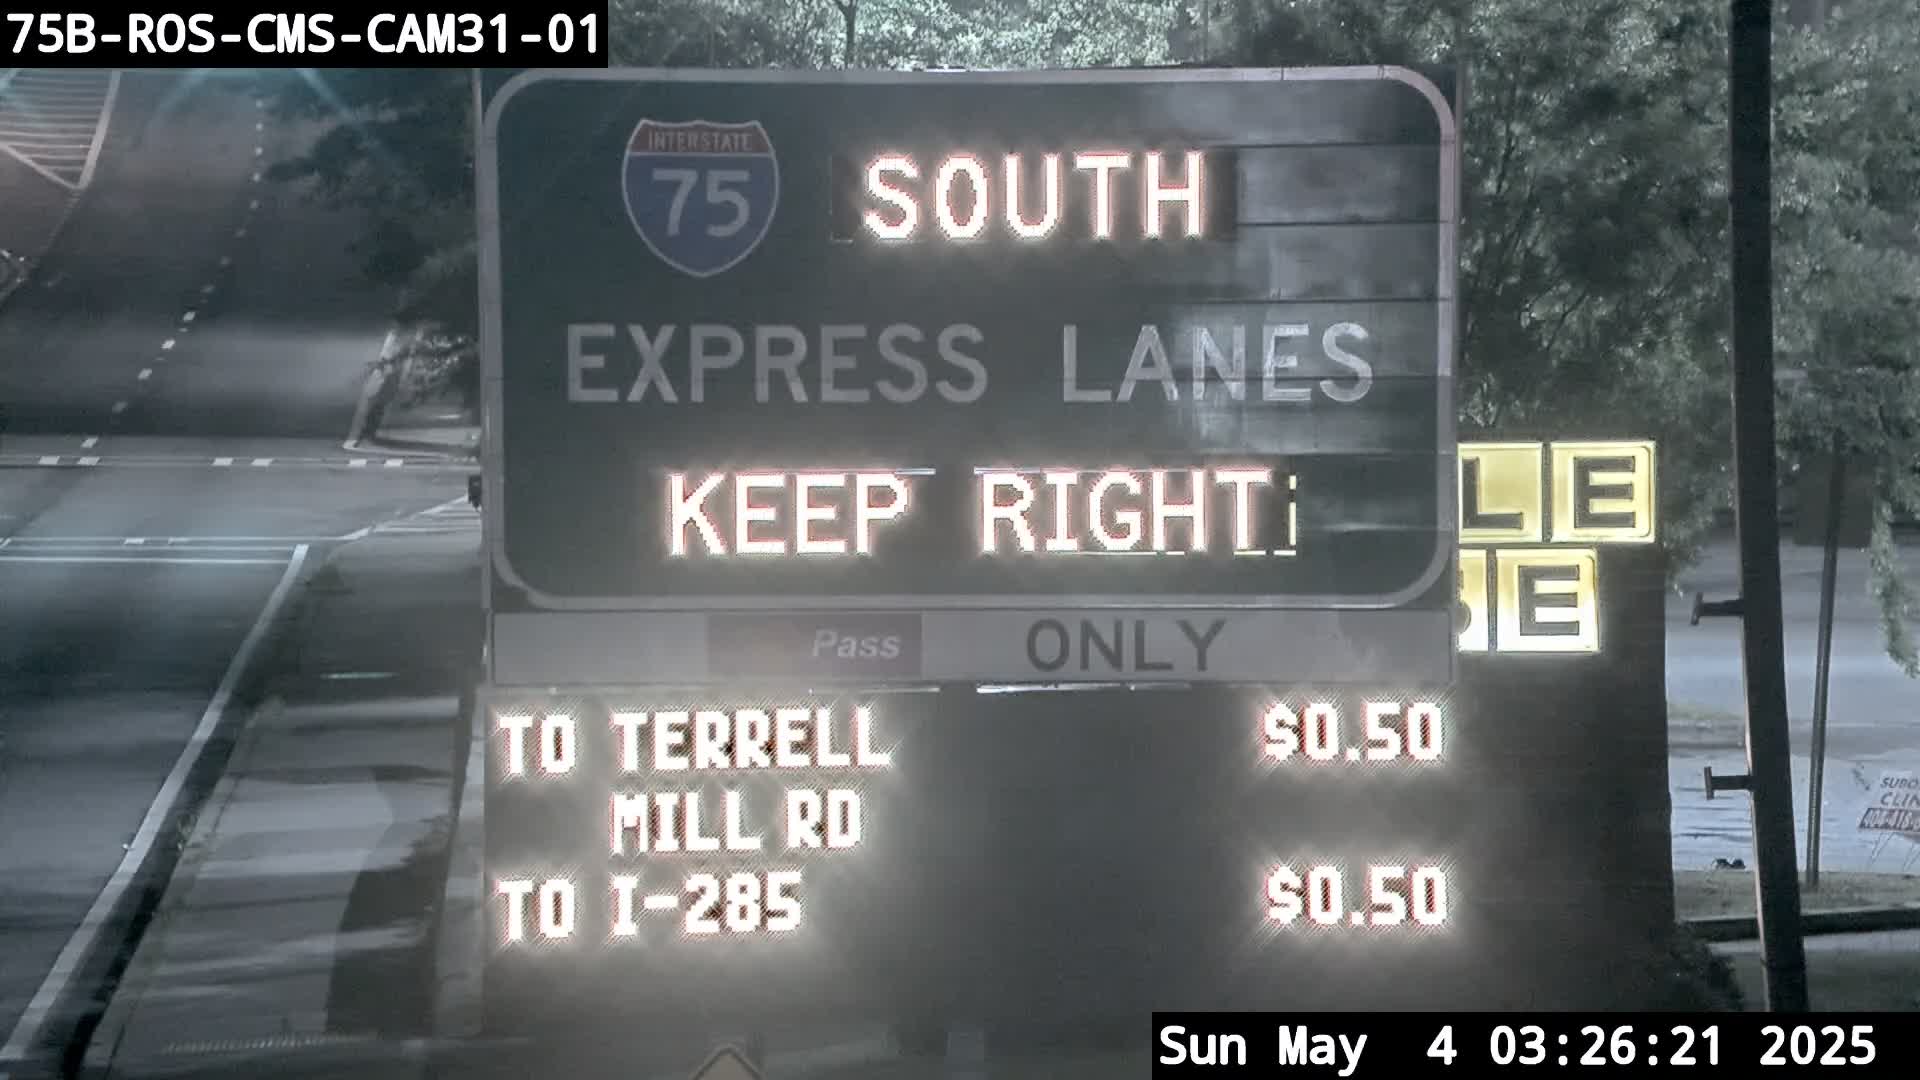 75B-ROS-CMS-CAM31-01
INTERSTATE
75
SOUTH
EXPRESS LANES
KEEP RIGHT
LE
BE
Pass ONLY
TO TERRELL $0.50
MILL RD
TO I-285 $0.50
Sun May 4 03:26:21 2025